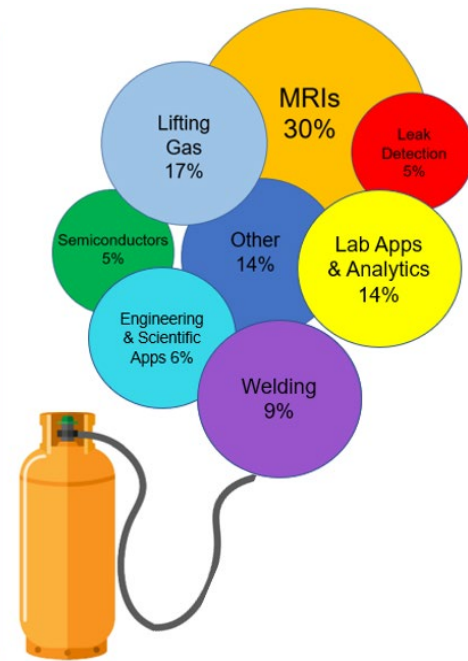 MRIs
30%
Lifting
Gas
17%
Leak
Detection
5%
Semiconductors
5%
Other
14%
Lab Apps
& Analytics
14%
Engineering
& Scientific
Apps 6%
Welding
9%